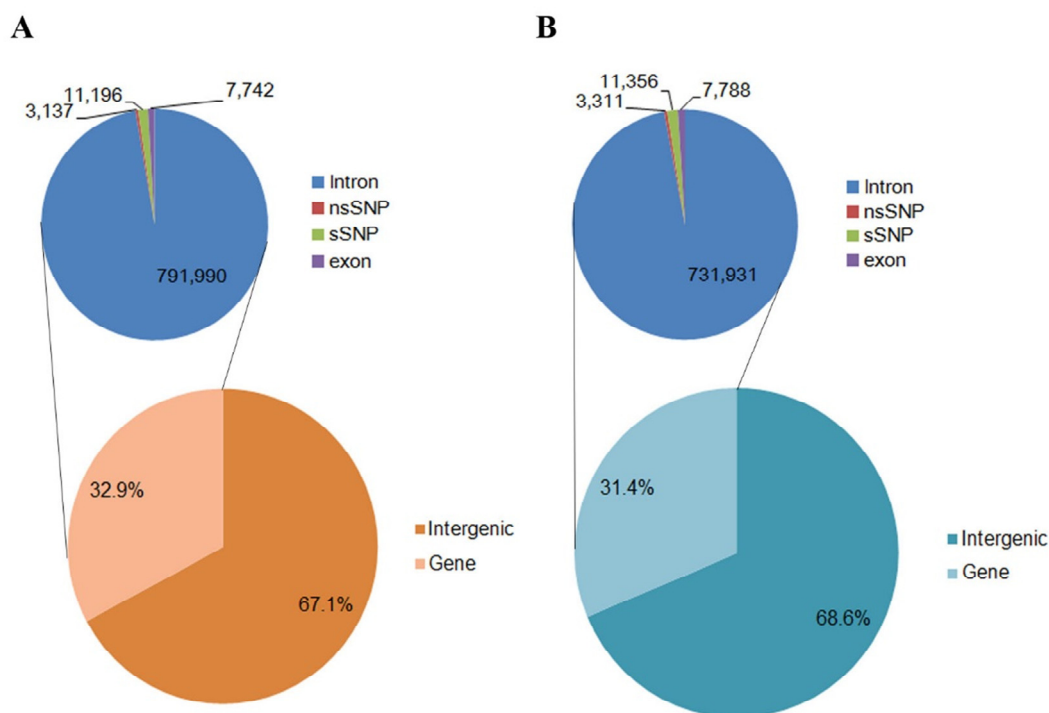 A
11,196
7,742
3,137
Intron
nsSNP
sSNP
exon
791,990
32.9%
Intergenic
Gene
67.1%
B
11,356
7,788
3,311
Intron
nsSNP
sSNP
exon
731,931
31.4%
Intergenic
Gene
68.6%